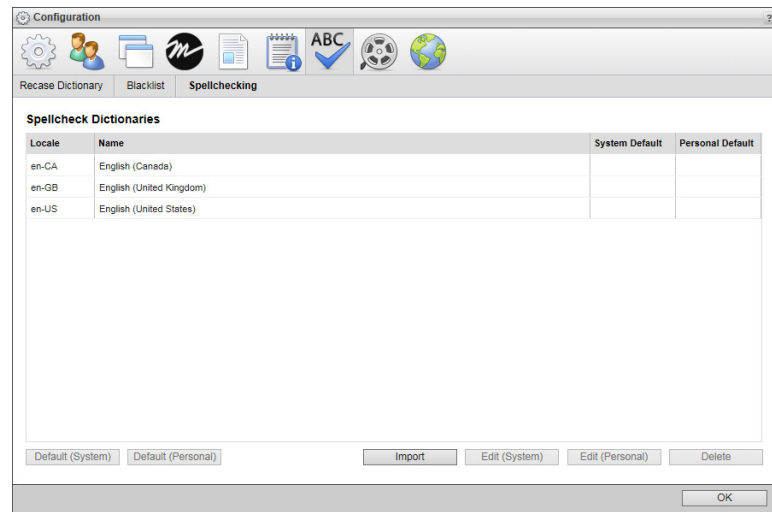 Configuration ?
ABC
Recase Dictionary Blacklist Spellchecking
Spellcheck Dictionaries
Locale Name System Default Personal Default
en-CA English (Canada)
en-GB English (United Kingdom)
en-US English (United States)
Default (System) Default (Personal) Import Edit (System) Edit (Personal) Delete
OK